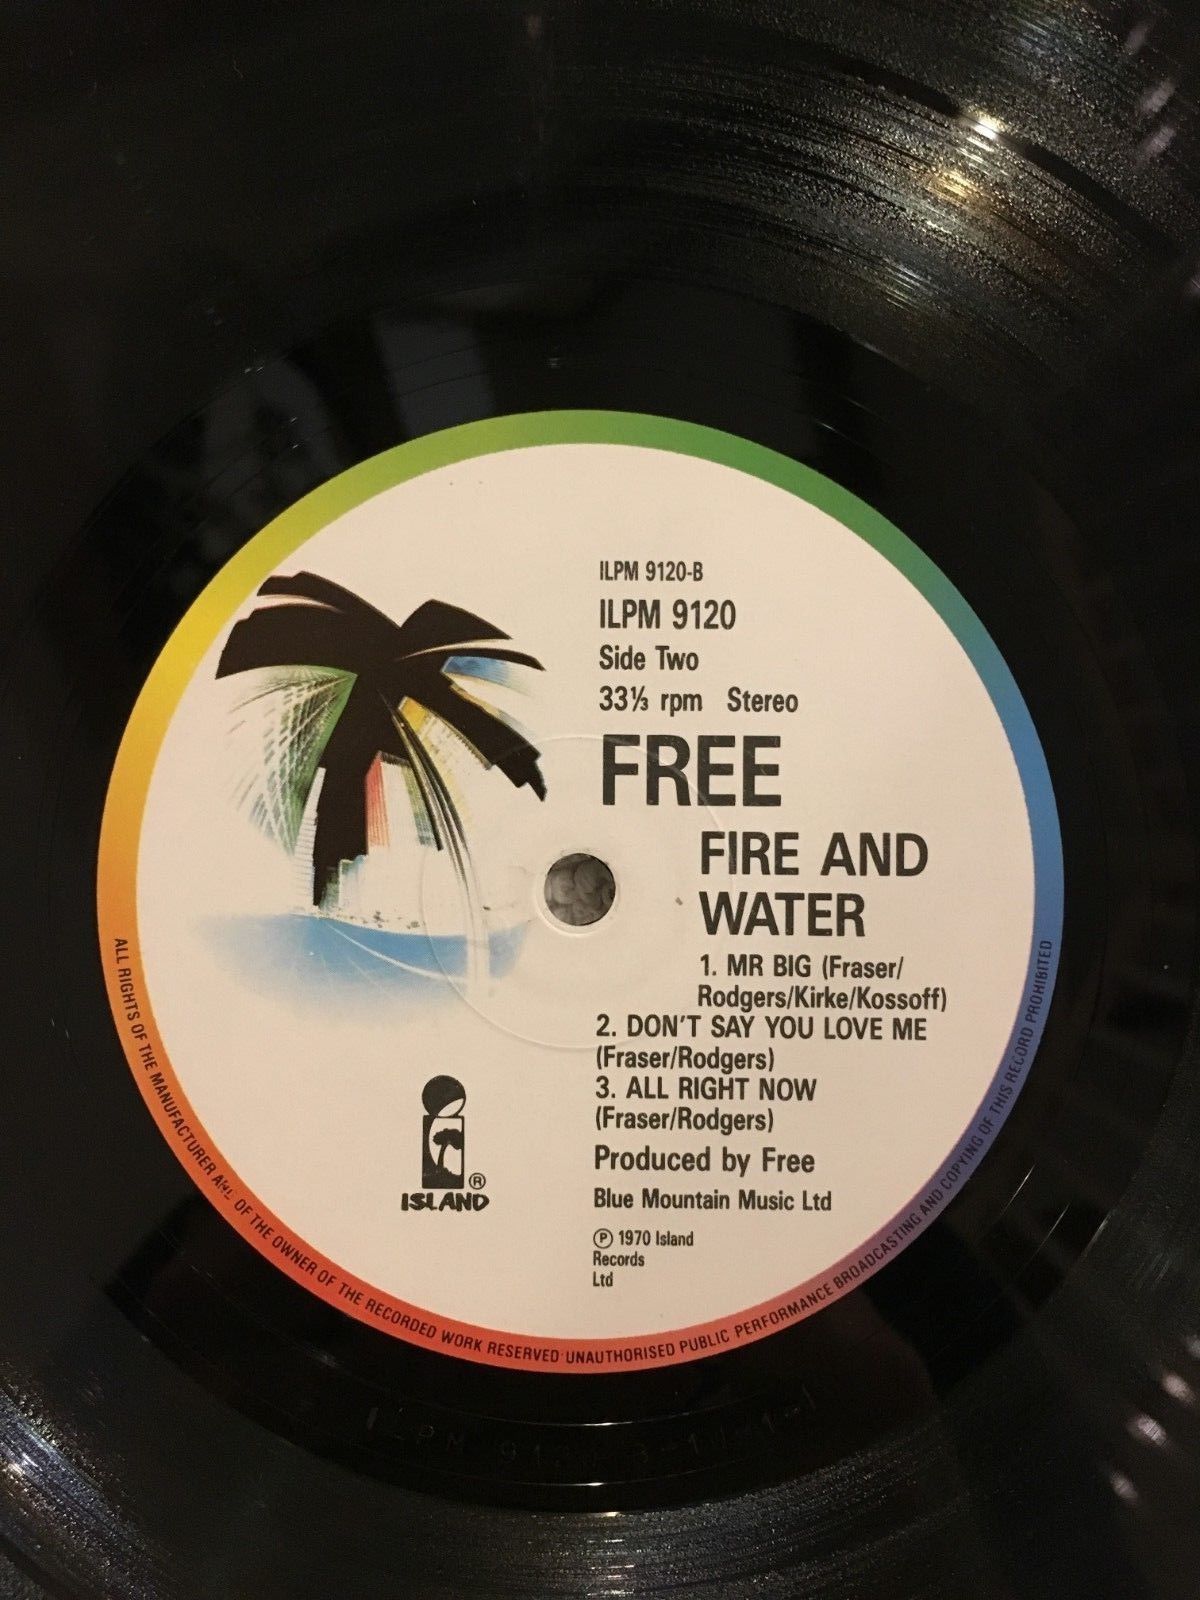 ILPM 9120-B
ILPM 9120
Side Two
33⅓ rpm Stereo
FREE
FIRE AND
WATER
1. MR BIG (Fraser/
Rodgers/Kirke/Kossoff)
2. DON'T SAY YOU LOVE ME
(Fraser/Rodgers)
3. ALL RIGHT NOW
(Fraser/Rodgers)
Produced by Free
Blue Mountain Music Ltd
℗ 1970 Island
Records
Ltd
®
ISLAND
ALL RIGHTS OF THE MANUFACTURER AND OF THE OWNER OF THE RECORDED WORK RESERVED UNAUTHORISED PUBLIC PERFORMANCE BROADCASTING AND COPYING OF THIS RECORD PROHIBITED